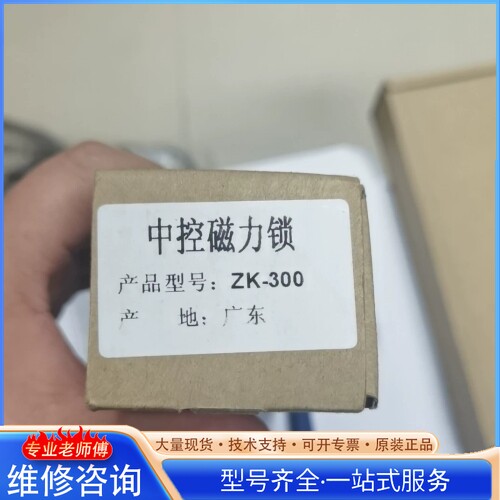 中控磁力锁
产品型号：ZK-300
产 地：广东
专业老师傅
大量现货·技术支持·可开专票·原装正品
维修咨询
型号齐全·一站式服务